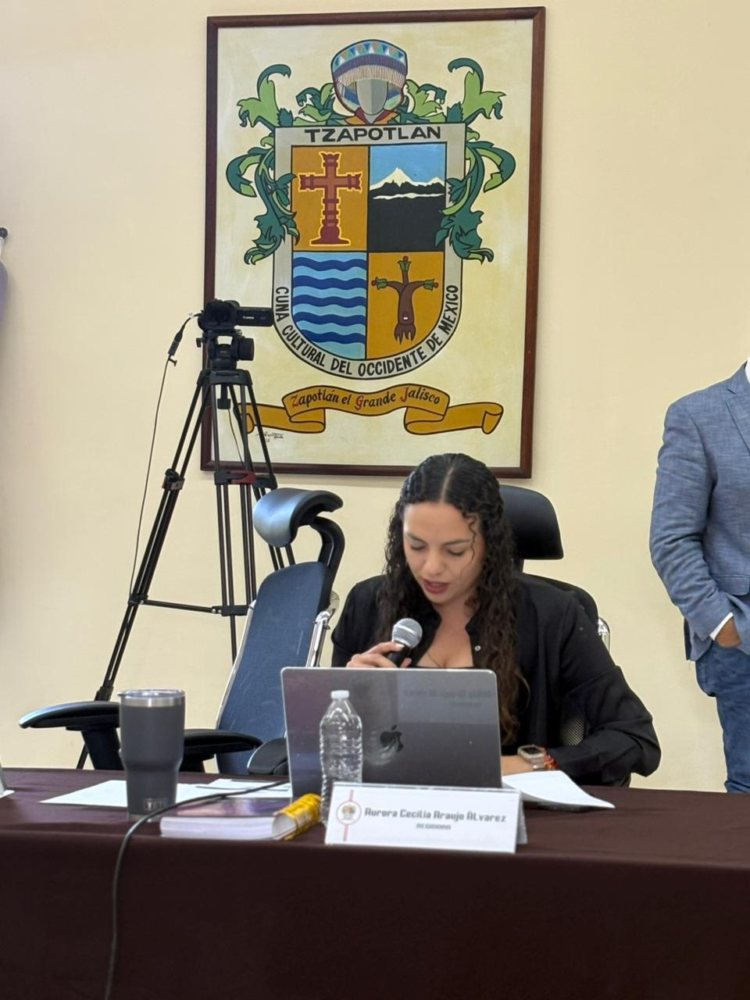 TZAPOTLAN
CUNA CULTURAL DEL OCCIDENTE DE MEXICO
Zapotlán el Grande Jalisco
Canon
YETI
Aurora Cecilia Araujo Álvarez
REGIDORA